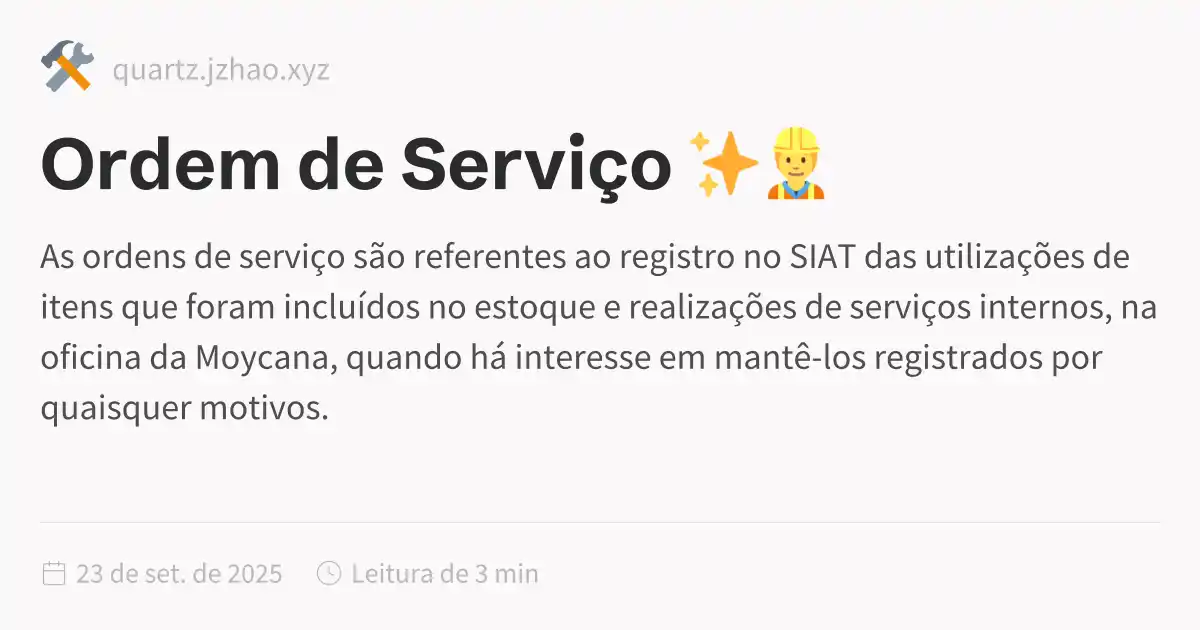 quartz.jzhao.xyz
Ordem de Serviço ✨👷
As ordens de serviço são referentes ao registro no SIAT das utilizações de
itens que foram incluídos no estoque e realizações de serviços internos, na
oficina da Moycana, quando há interesse em mantê-los registrados por
quaisquer motivos.
23 de set. de 2025 Leitura de 3 min